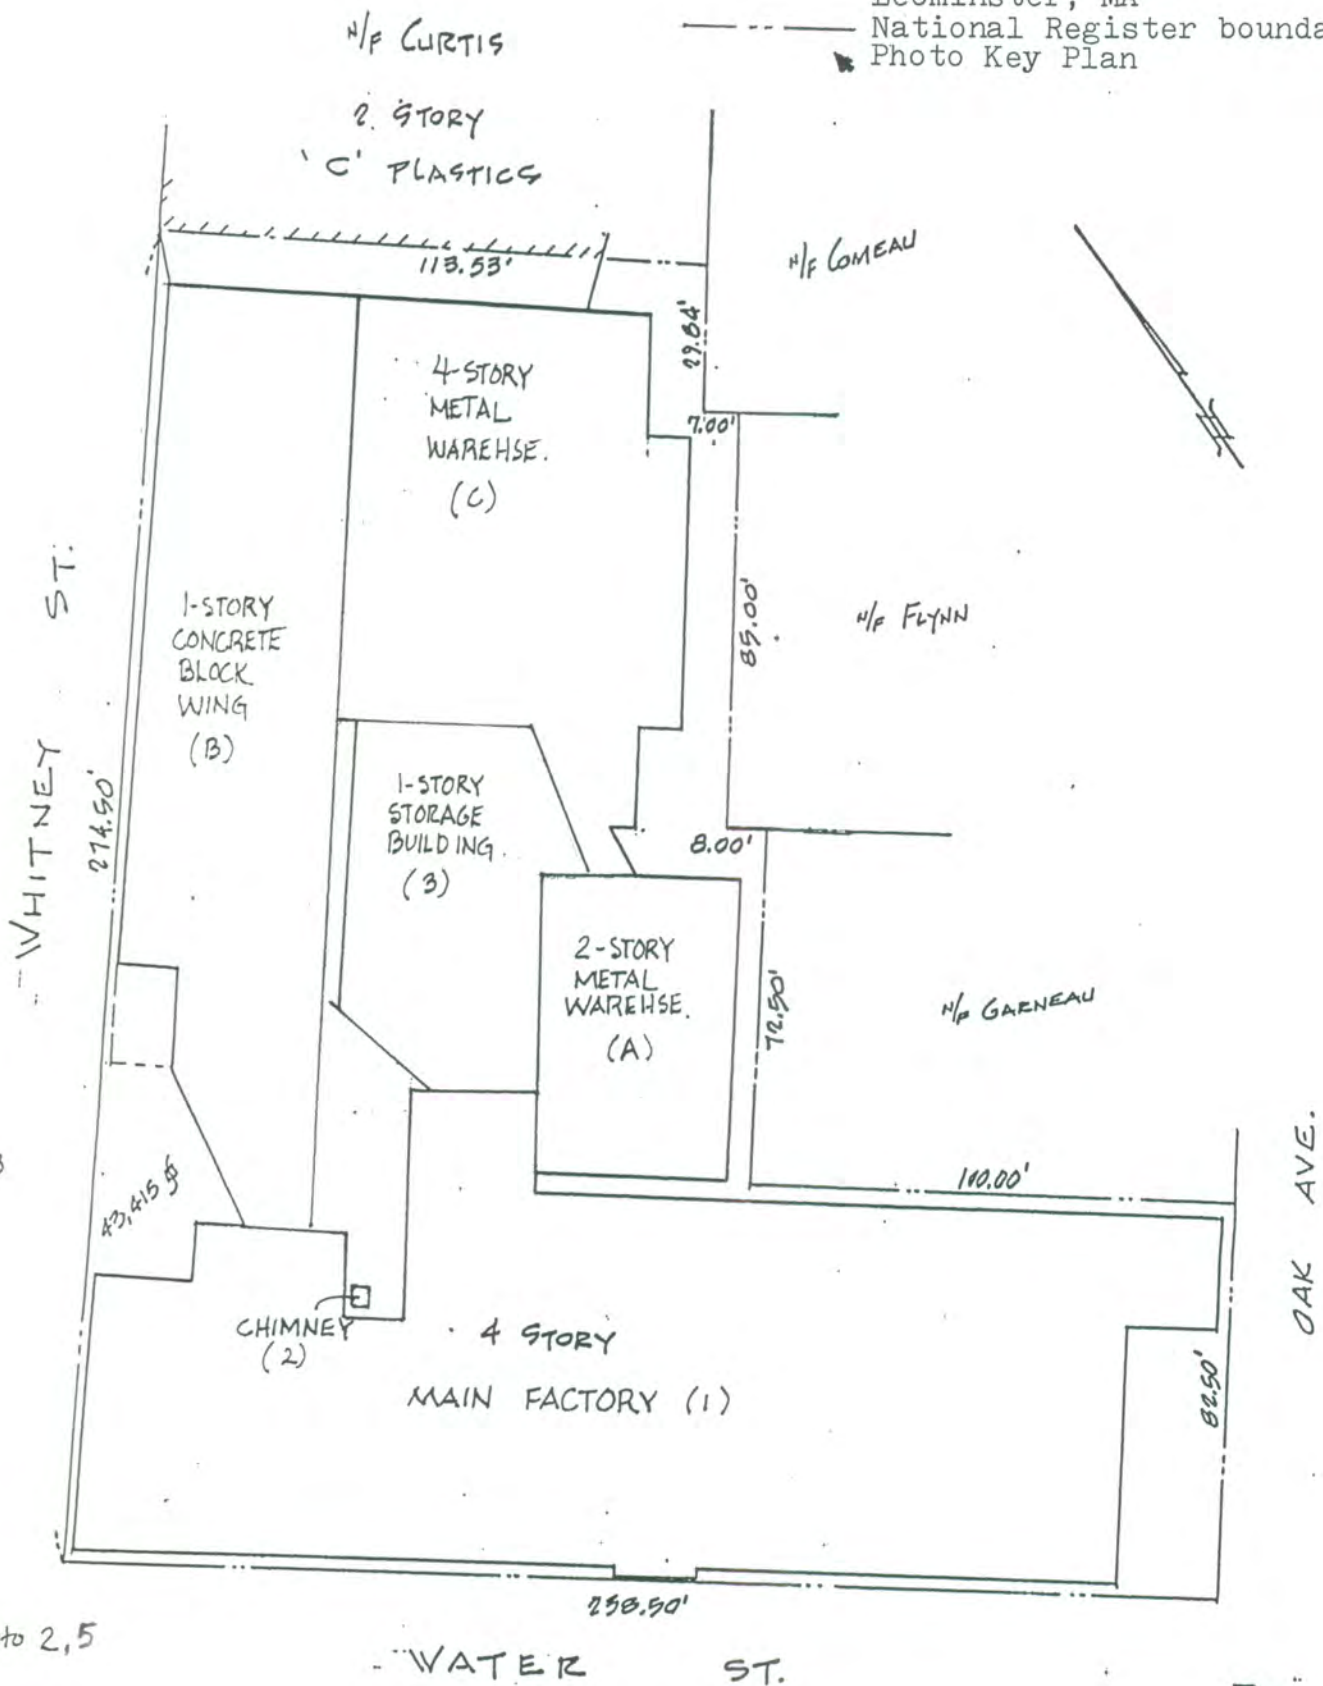 National Register bounda
Photo Key Plan
N/F CURTIS
2 STORY
'C' PLASTICS
113.53'
N/F COMEAU
29.84'
7.00'
4-STORY
METAL
WAREHSE.
(C)
85.00'
N/F FLYNN
WHITNEY ST.
274.50'
1-STORY
CONCRETE
BLOCK
WING
(B)
1-STORY
STORAGE
BUILDING.
(3)
8.00'
2-STORY
METAL
WAREHSE.
(A)
72.50'
N/F GARNEAU
110.00'
OAK AVE.
82.50'
CHIMNEY
(2)
4 STORY
MAIN FACTORY (1)
258.50'
to 2,5
WATER ST.